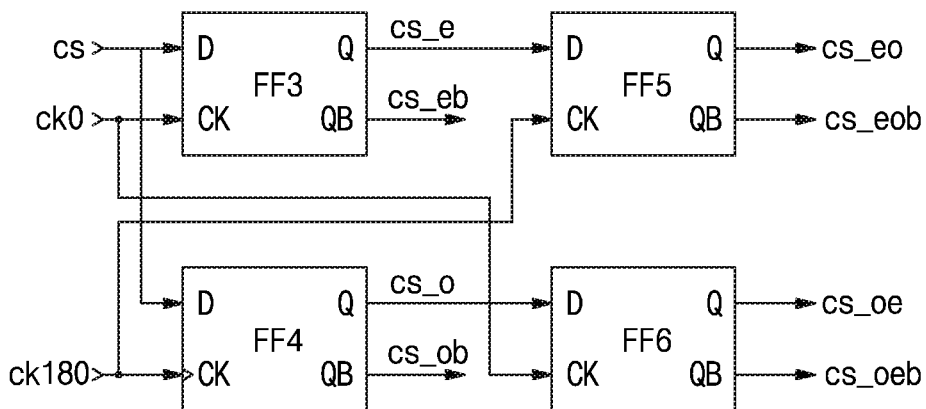 cs D Q cs_e D Q cs_eo
FF3 cs_eb FF5
ck0 CK QB CK QB cs_eob
D Q cs_o D Q cs_oe
FF4 cs_ob FF6
ck180 CK QB CK QB cs_oeb